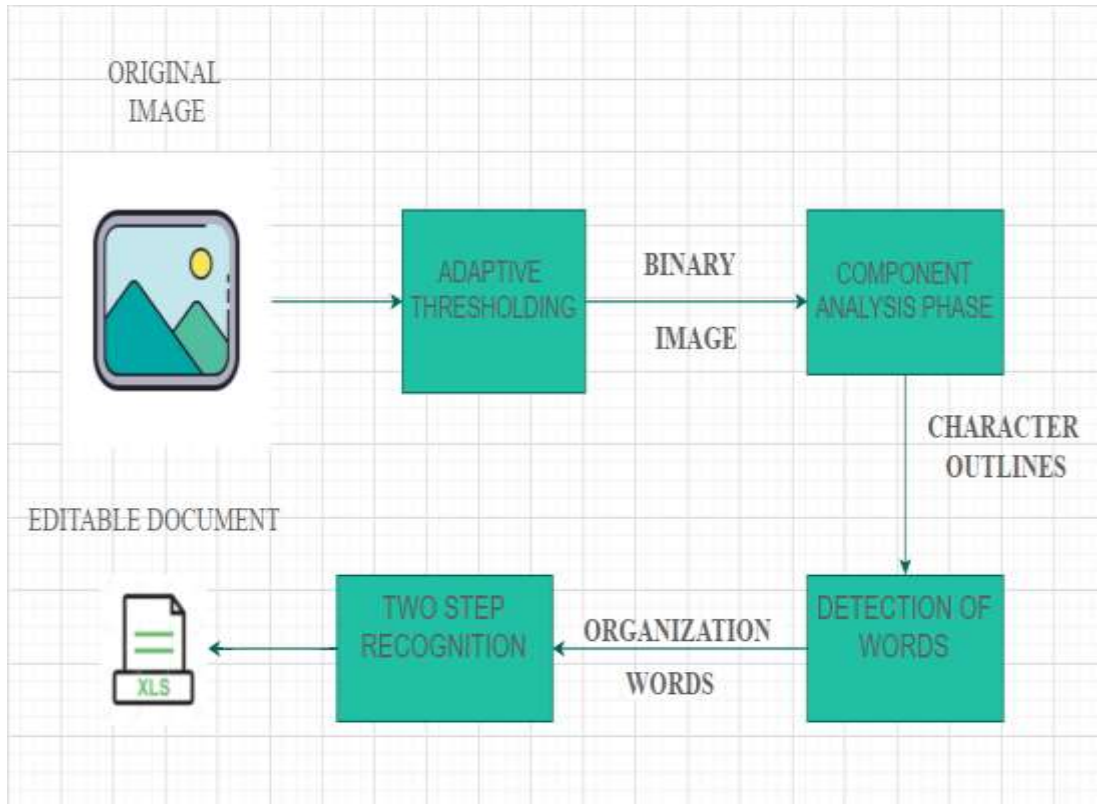 ORIGINAL
IMAGE
ADAPTIVE
THRESHOLDING
BINARY
IMAGE
COMPONENT
ANALYSIS PHASE
CHARACTER
OUTLINES
EDITABLE DOCUMENT
XLS
TWO STEP
RECOGNITION
ORGANIZATION
WORDS
DETECTION OF
WORDS